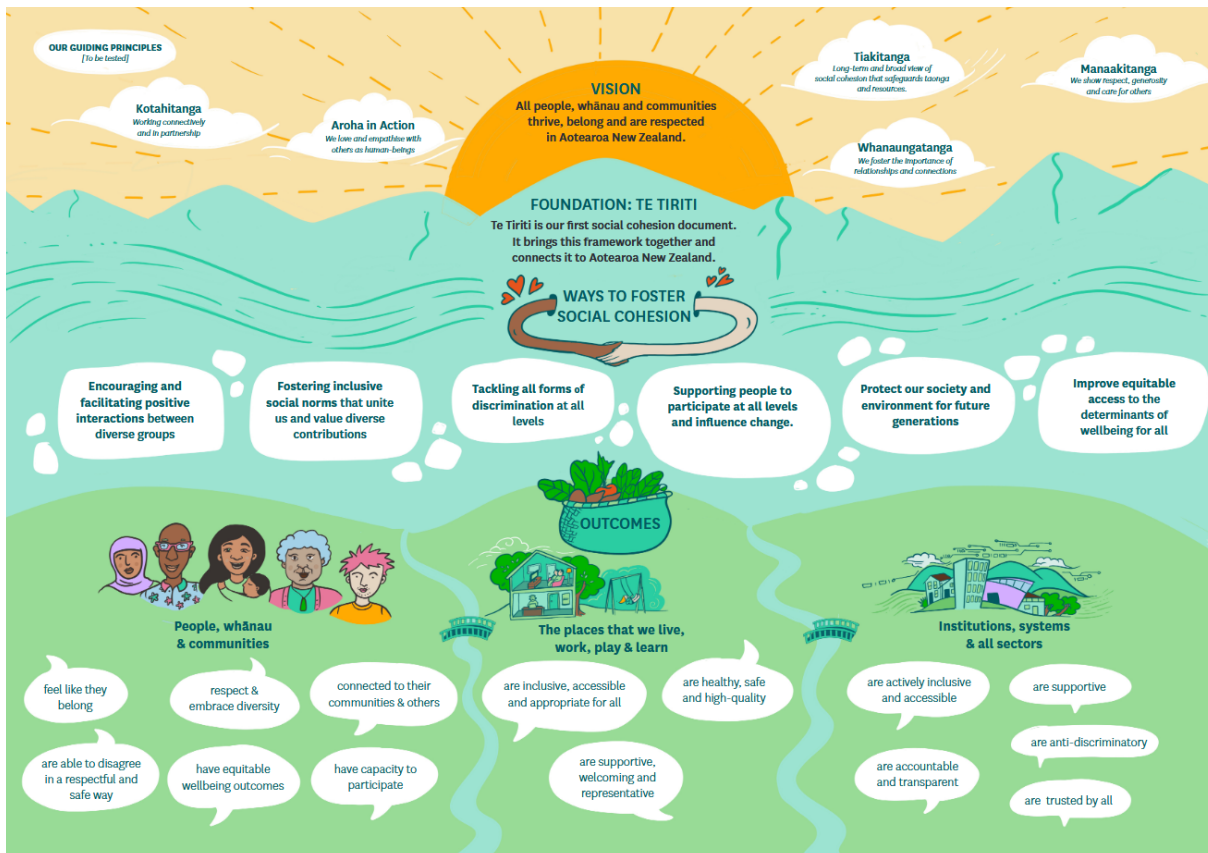 OUR GUIDING PRINCIPLES
[To be tested]
Kotahitanga
Working connectively
and in partnership
Aroha in Action
We love and empathise with
others as human-beings
VISION
All people, whānau and communities
thrive, belong and are respected
in Aotearoa New Zealand.
Tiakitanga
Long-term and broad view of
social cohesion that safeguards taonga
and resources.
Manaakitanga
We show respect, generosity
and care for others
Whanaungatanga
We foster the importance of
relationships and connections
FOUNDATION: TE TIRITI
Te Tiriti is our first social cohesion document.
It brings this framework together and
connects it to Aotearoa New Zealand.
WAYS TO FOSTER
SOCIAL COHESION
Encouraging and
facilitating positive
interactions between
diverse groups
Fostering inclusive
social norms that unite
us and value diverse
contributions
Tackling all forms of
discrimination at all
levels
Supporting people to
participate at all levels
and influence change.
Protect our society and
environment for future
generations
Improve equitable
access to the
determinants of
wellbeing for all
OUTCOMES
People, whānau
& communities
feel like they
belong
respect &
embrace diversity
connected to their
communities & others
are able to disagree
in a respectful and
safe way
have equitable
wellbeing outcomes
have capacity to
participate
The places that we live,
work, play & learn
are inclusive, accessible
and appropriate for all
are healthy, safe
and high-quality
are supportive,
welcoming and
representative
Institutions, systems
& all sectors
are actively inclusive
and accessible
are supportive
are anti-discriminatory
are accountable
and transparent
are trusted by all